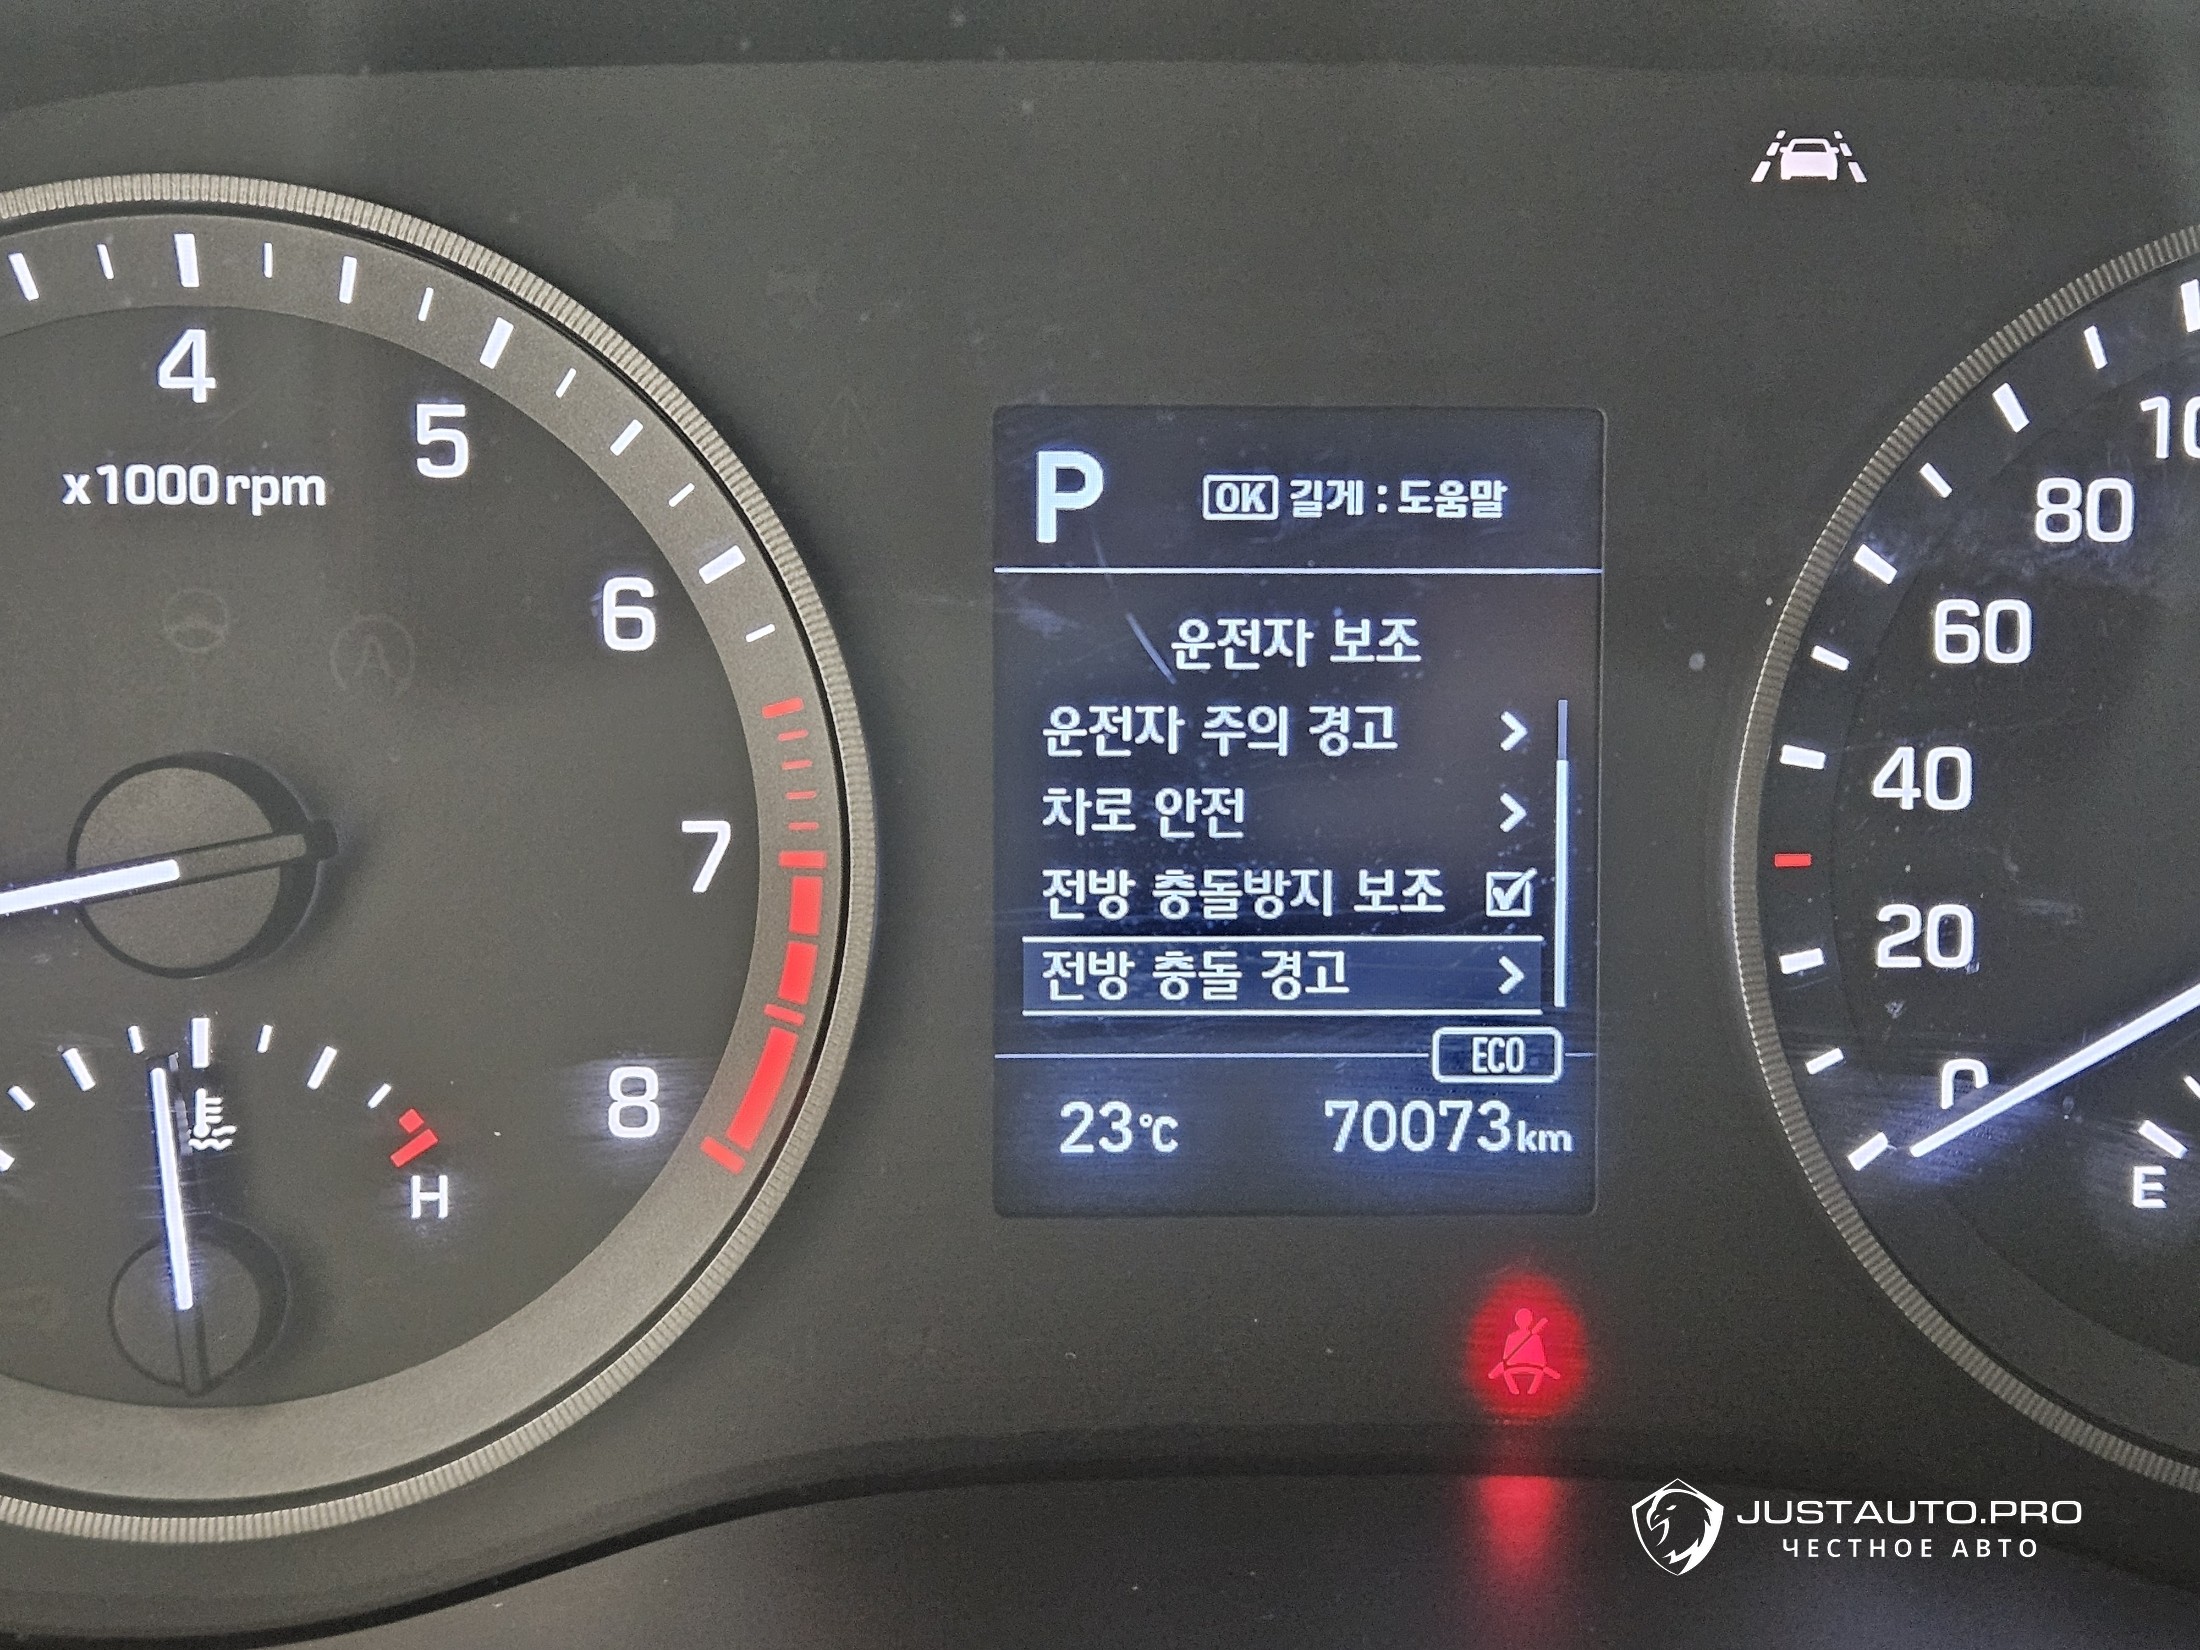 4
5
x1000rpm
6
7
8
H
P
OK 길게 : 도움말
운전자 보조
운전자 주의 경고
차로 안전
전방 충돌방지 보조
전방 충돌 경고
ECO
23°C
70073km
80
60
40
20
0
E
JUSTAUTO.PRO
ЧЕСТНОЕ АВТО